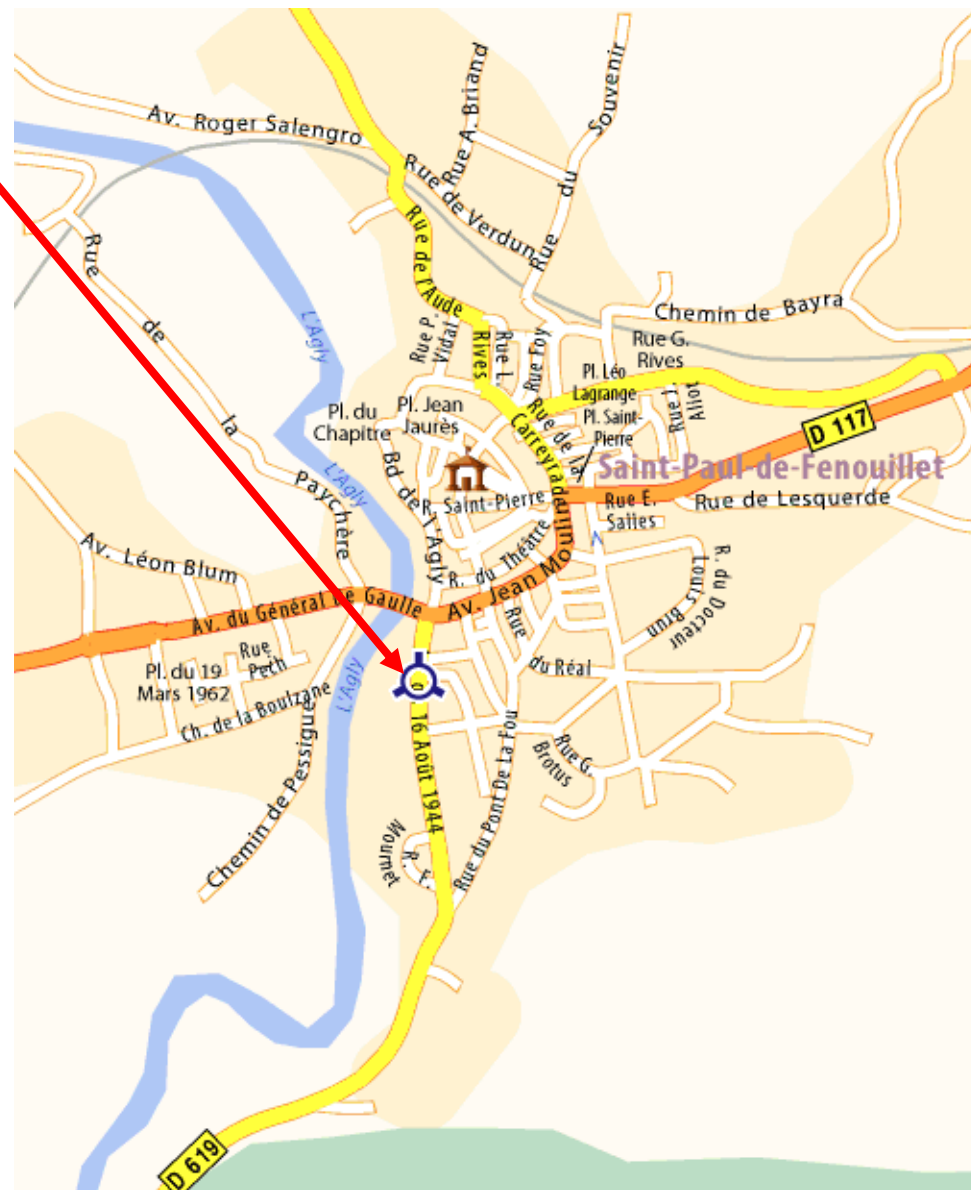 Av. Roger Salengro
Rue A. Briand
Rue du Souvenir
Rue de Verdun
Rue de la Paychère
Rue de l'Aude
L'Agly
Chemin de Bayra
Rue P.
Vidal
Rives
Rue L.
Rue Foy
Rue G.
Rives
Pl. Léo
Lagrange
Rue J.
Allot
Pl. du
Chapitre
Pl. Jean
Jaurès
Rue de la
Pl. Saint-
Pierre
Carreyrade
D 117
Saint-Paul-de-Fenouillet
L'Agly
Bd de L'Agly
R. Saint-Pierre
Rue E.
Salles
Rue de Lesquerde
Av. Léon Blum
R. du Théâtre
Av. Jean Moulin
R. du Docteur
Louis Brun
Av. du Général De Gaulle
Rue
du Réal
Rue
Pech
Pl. du 19
Mars 1962
L'Agly
Ch. de la Boulzane
Chemin de Pessigue
16 Août 1944
Rue G.
Brotus
Rue du Pont De La Fou
R. F.
Mournet
D 619